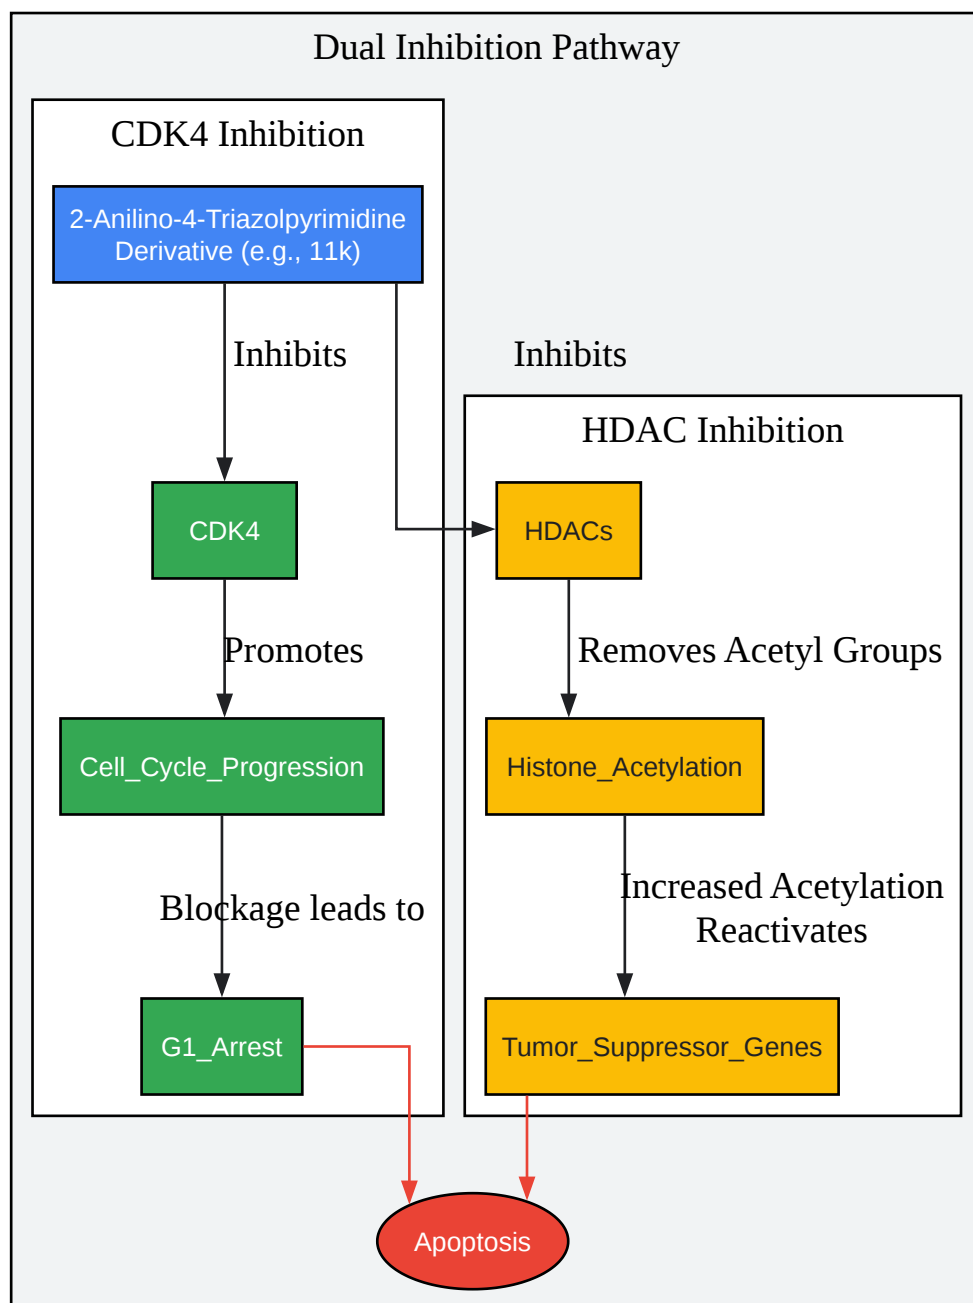 Dual Inhibition Pathway
CDK4 Inhibition
2-Anilino-4-Triazolpyrimidine
Derivative (e.g., 11k)
Inhibits
Inhibits
HDAC Inhibition
CDK4
HDACs
Promotes
Removes Acetyl Groups
Cell_Cycle_Progression
Histone_Acetylation
Blockage leads to
Increased Acetylation
Reactivates
G1_Arrest
Tumor_Suppressor_Genes
Apoptosis